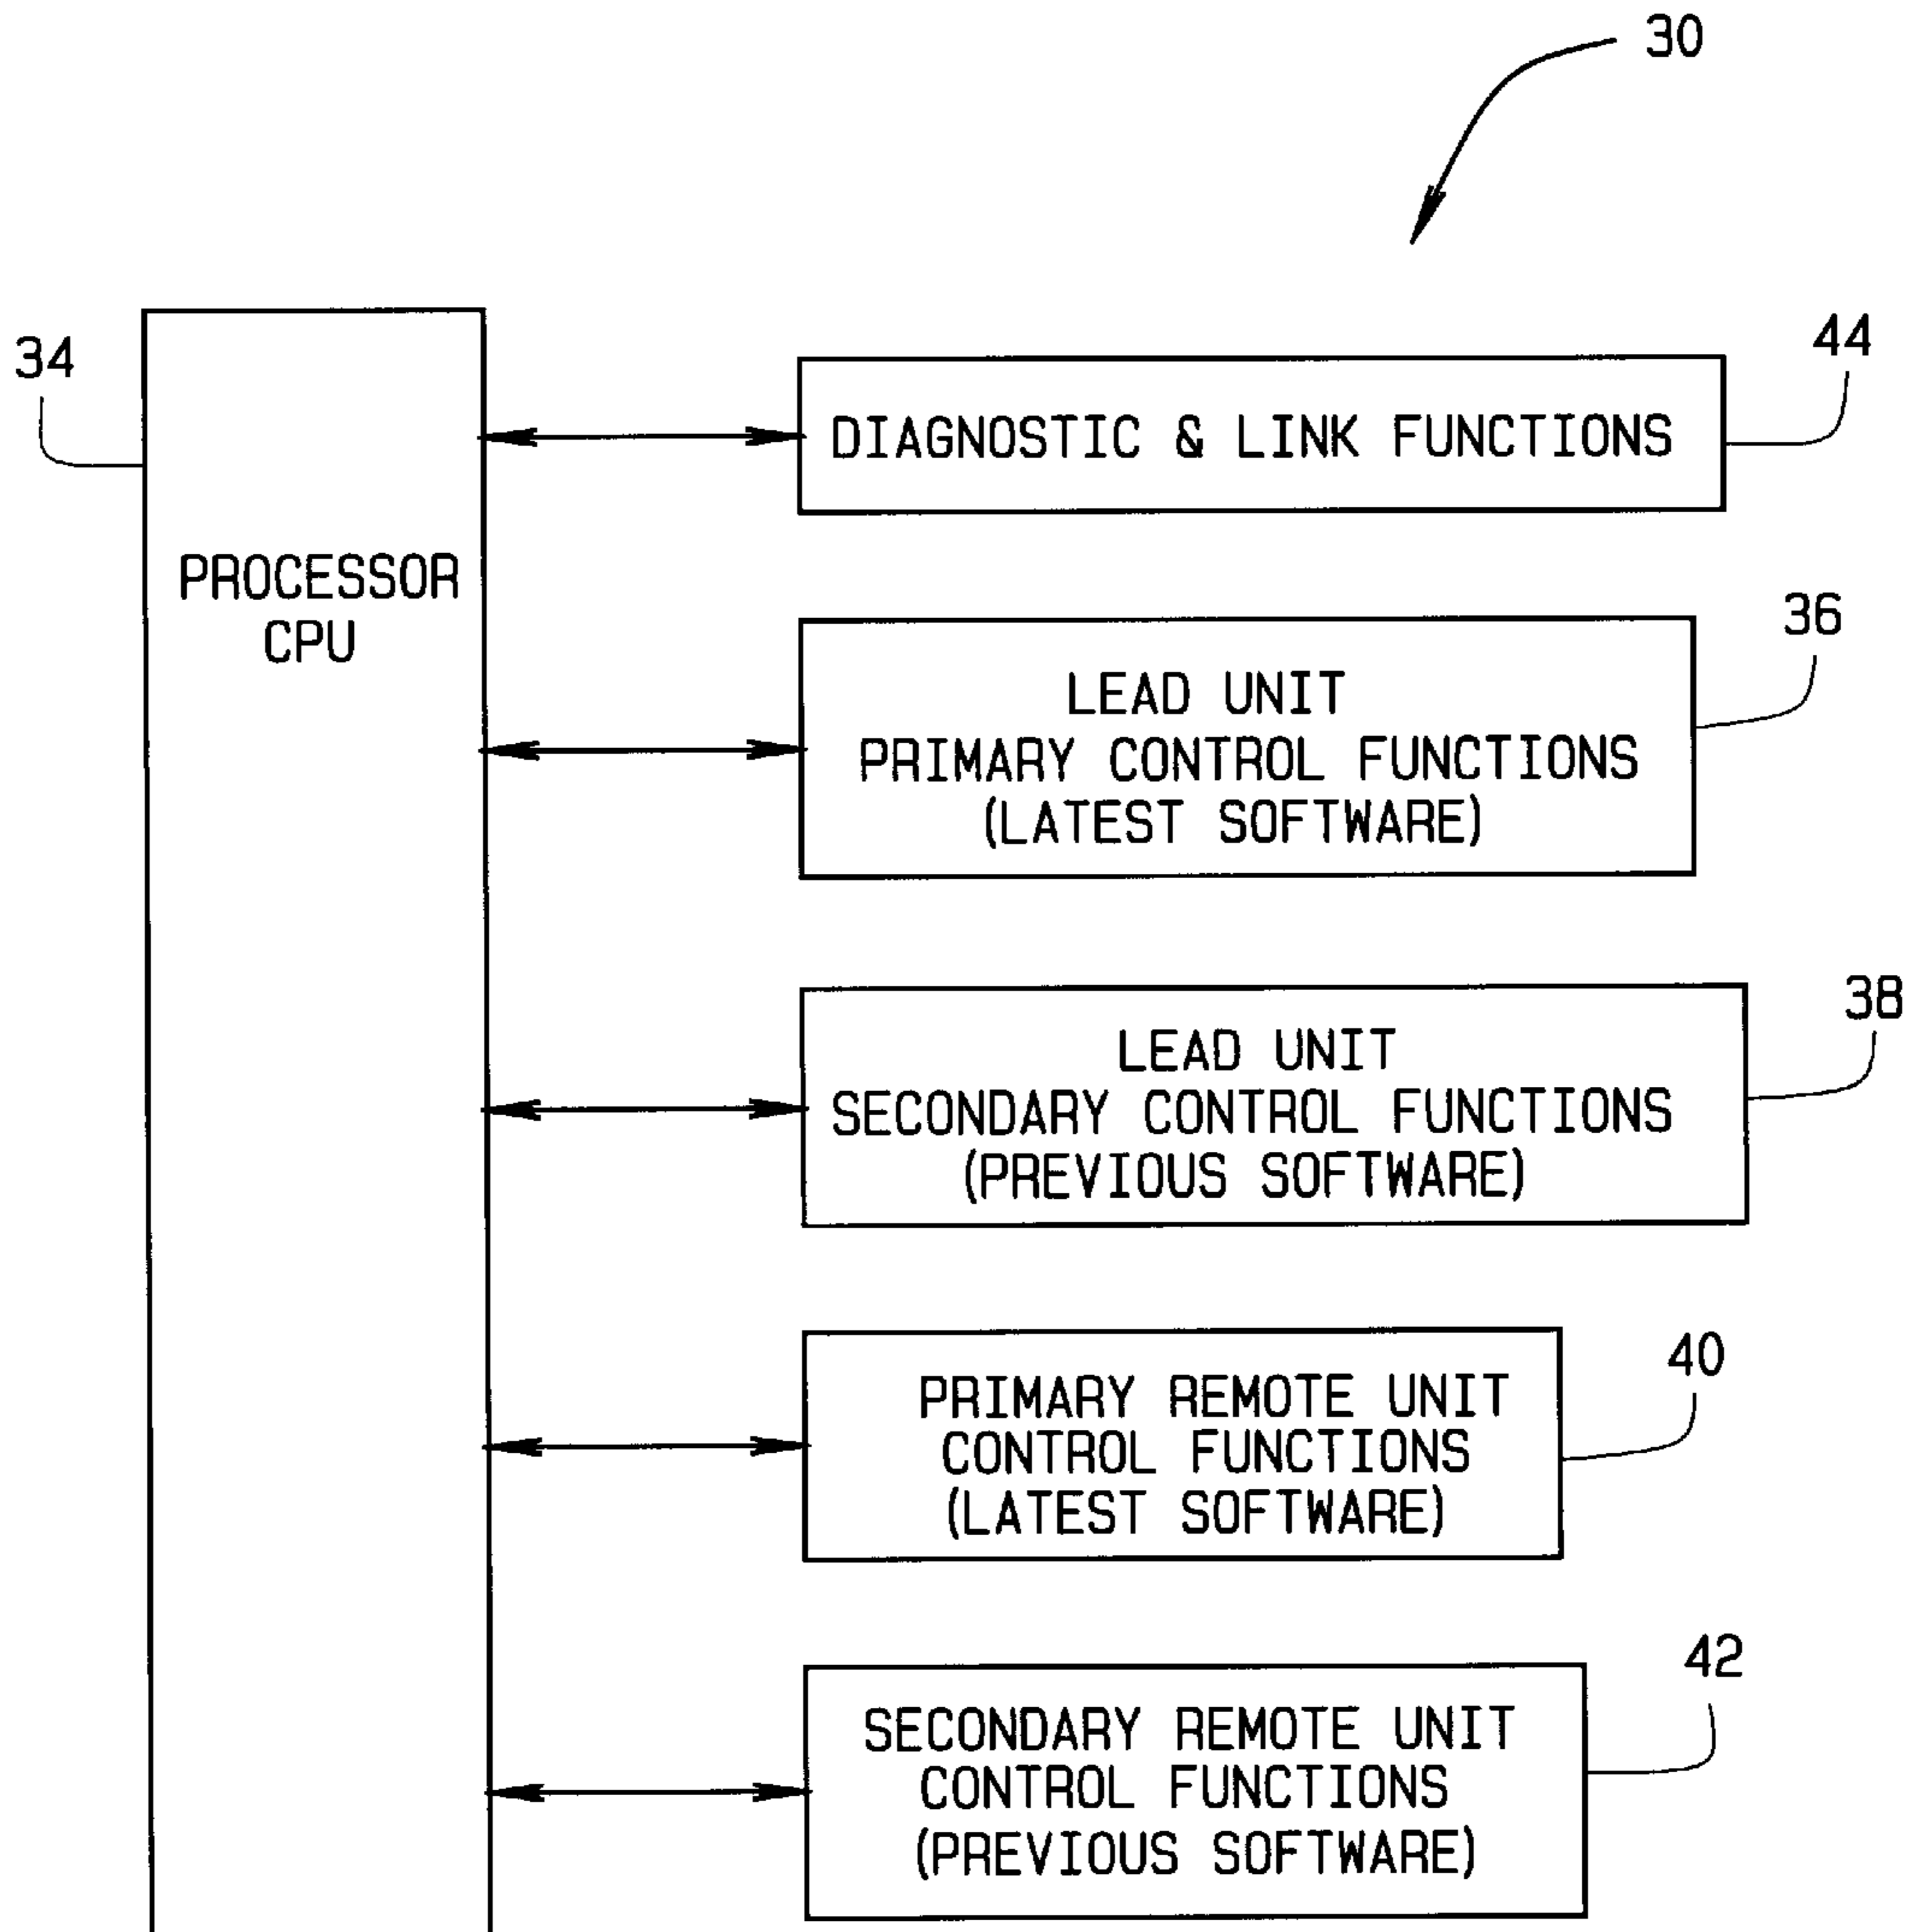 30
34
44
DIAGNOSTIC & LINK FUNCTIONS
PROCESSOR
CPU
36
LEAD UNIT
PRIMARY CONTROL FUNCTIONS
(LATEST SOFTWARE)
38
LEAD UNIT
SECONDARY CONTROL FUNCTIONS
(PREVIOUS SOFTWARE)
40
PRIMARY REMOTE UNIT
CONTROL FUNCTIONS
(LATEST SOFTWARE)
42
SECONDARY REMOTE UNIT
CONTROL FUNCTIONS
(PREVIOUS SOFTWARE)